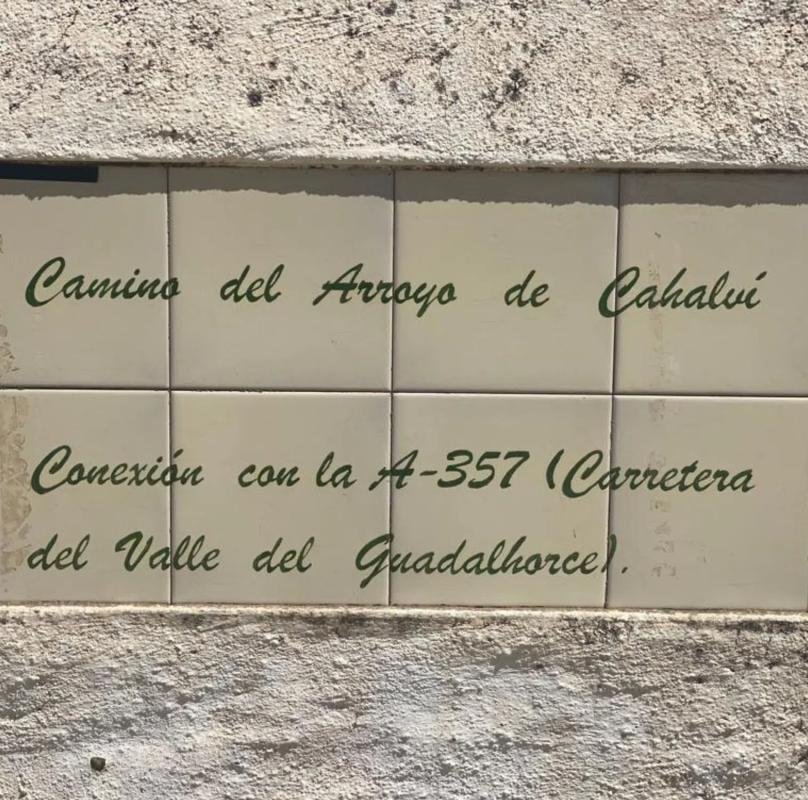 Camino del Arroyo de Cahalví
Conexión con la A-357 (Carretera
del Valle del Guadalhorce).